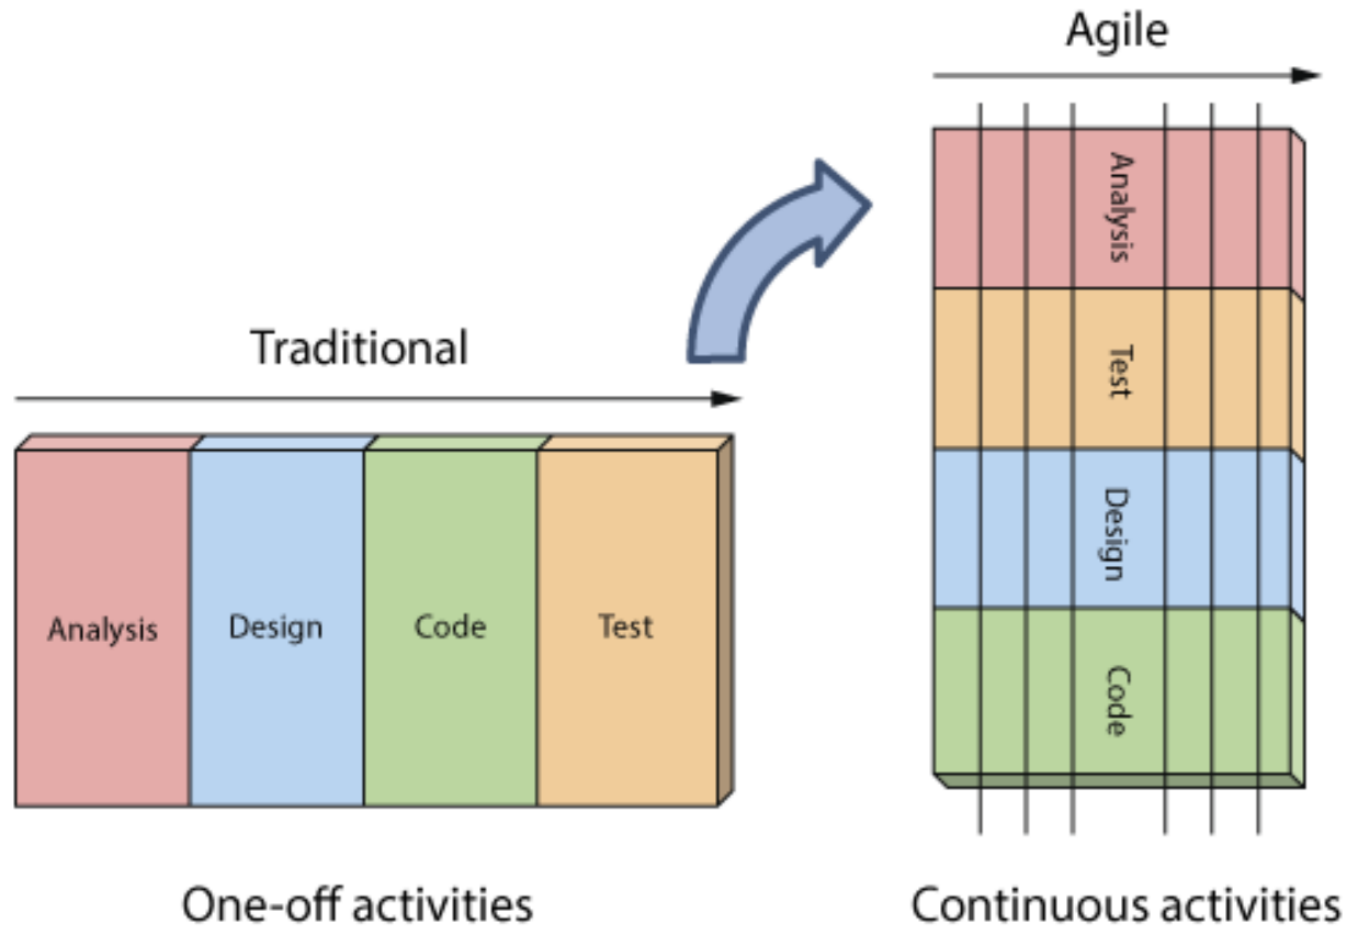 Traditional
Analysis
Design
Code
Test
One-off activities
Agile
Analysis
Test
Design
Code
Continuous activities